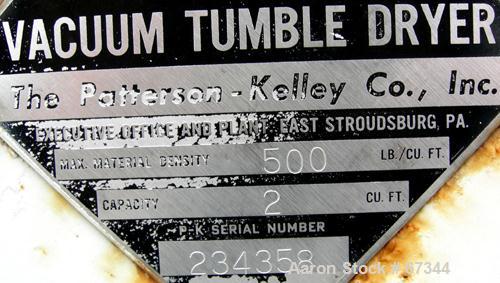 VACUUM TUMBLE DRYER
The Patterson-Kelley Co., Inc.
EXECUTIVE OFFICE AND PLANT EAST STROUDSBURG, PA.
MAX. MATERIAL DENSITY 500 LB./CU. FT.
CAPACITY 2 CU. FT.
P-K SERIAL NUMBER
234358
Aaron Stock # 67344